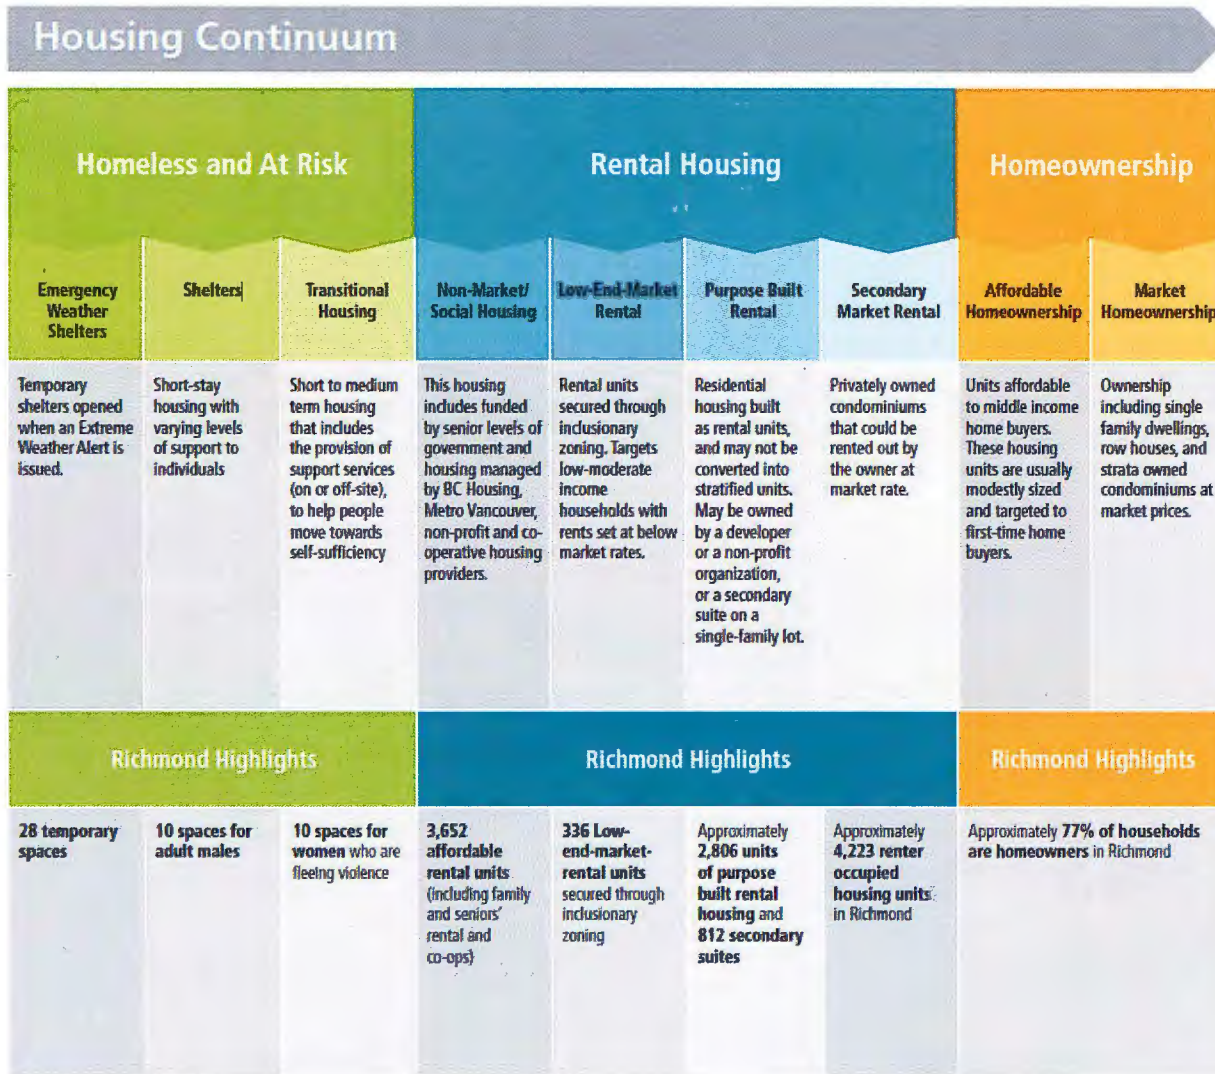 Housing Continuum
Homeless and At Risk
Rental Housing
Homeownership
Emergency
Weather
Shelters
Shelters
Transitional
Housing
Non-Market/
Social Housing
Low-End-Market
Rental
Purpose Built
Rental
Secondary
Market Rental
Affordable
Homeownership
Market
Homeownership
Temporary
shelters opened
when an Extreme
Weather Alert is
issued.
Short-stay
housing with
varying levels
of support to
individuals
Short to medium
term housing
that includes
the provision of
support services
(on or off-site),
to help people
move towards
self-sufficiency
This housing
includes funded
by senior levels of
government and
housing managed
by BC Housing,
Metro Vancouver,
non-profit and co-
operative housing
providers.
Rental units
secured through
inclusionary
zoning. Targets
low-moderate
income
households with
rents set at below
market rates.
Residential
housing built
as rental units,
and may not be
converted into
stratified units.
May be owned
by a developer
or a non-profit
organization,
or a secondary
suite on a
single-family lot.
Privately owned
condominiums
that could be
rented out by
the owner at
market rate.
Units affordable
to middle income
home buyers.
These housing
units are usually
modestly sized
and targeted to
first-time home
buyers.
Ownership
including single
family dwellings,
row houses, and
strata owned
condominiums at
market prices.
Richmond Highlights
Richmond Highlights
Richmond Highlights
28 temporary
spaces
10 spaces for
adult males
10 spaces for
women who are
fleeing violence
3,652
affordable
rental units
(including family
and seniors'
rental and
co-ops)
336 Low-
end-market-
rental units
secured through
inclusionary
zoning
Approximately
2,806 units
of purpose
built rental
housing and
812 secondary
suites
Approximately
4,223 renter
occupied
housing units
in Richmond
Approximately 77% of households
are homeowners in Richmond